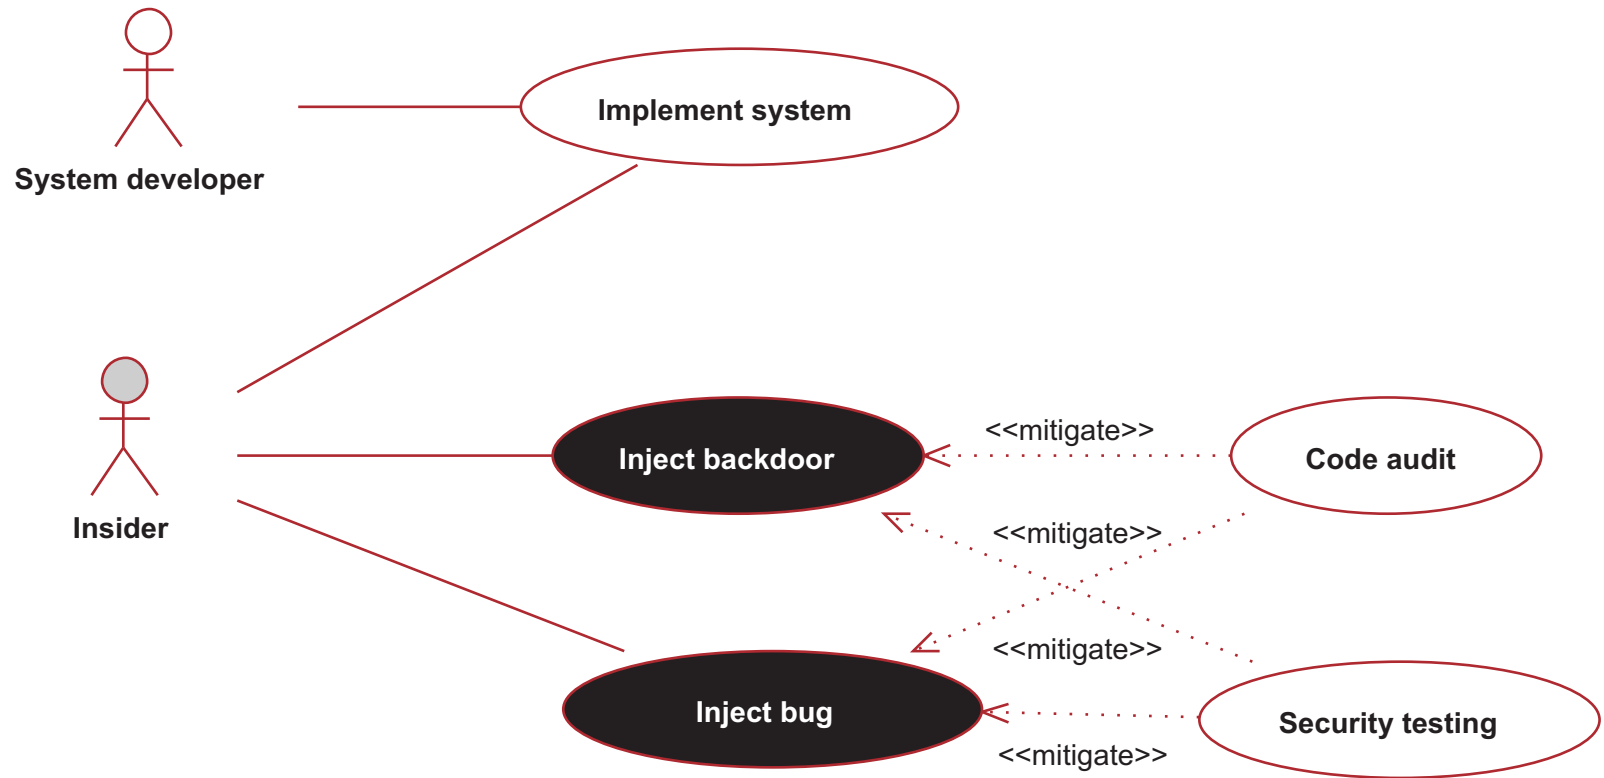 Implement system
System developer
<<mitigate>>
Inject backdoor
Code audit
Insider
<<mitigate>>
<<mitigate>>
Inject bug
Security testing
<<mitigate>>